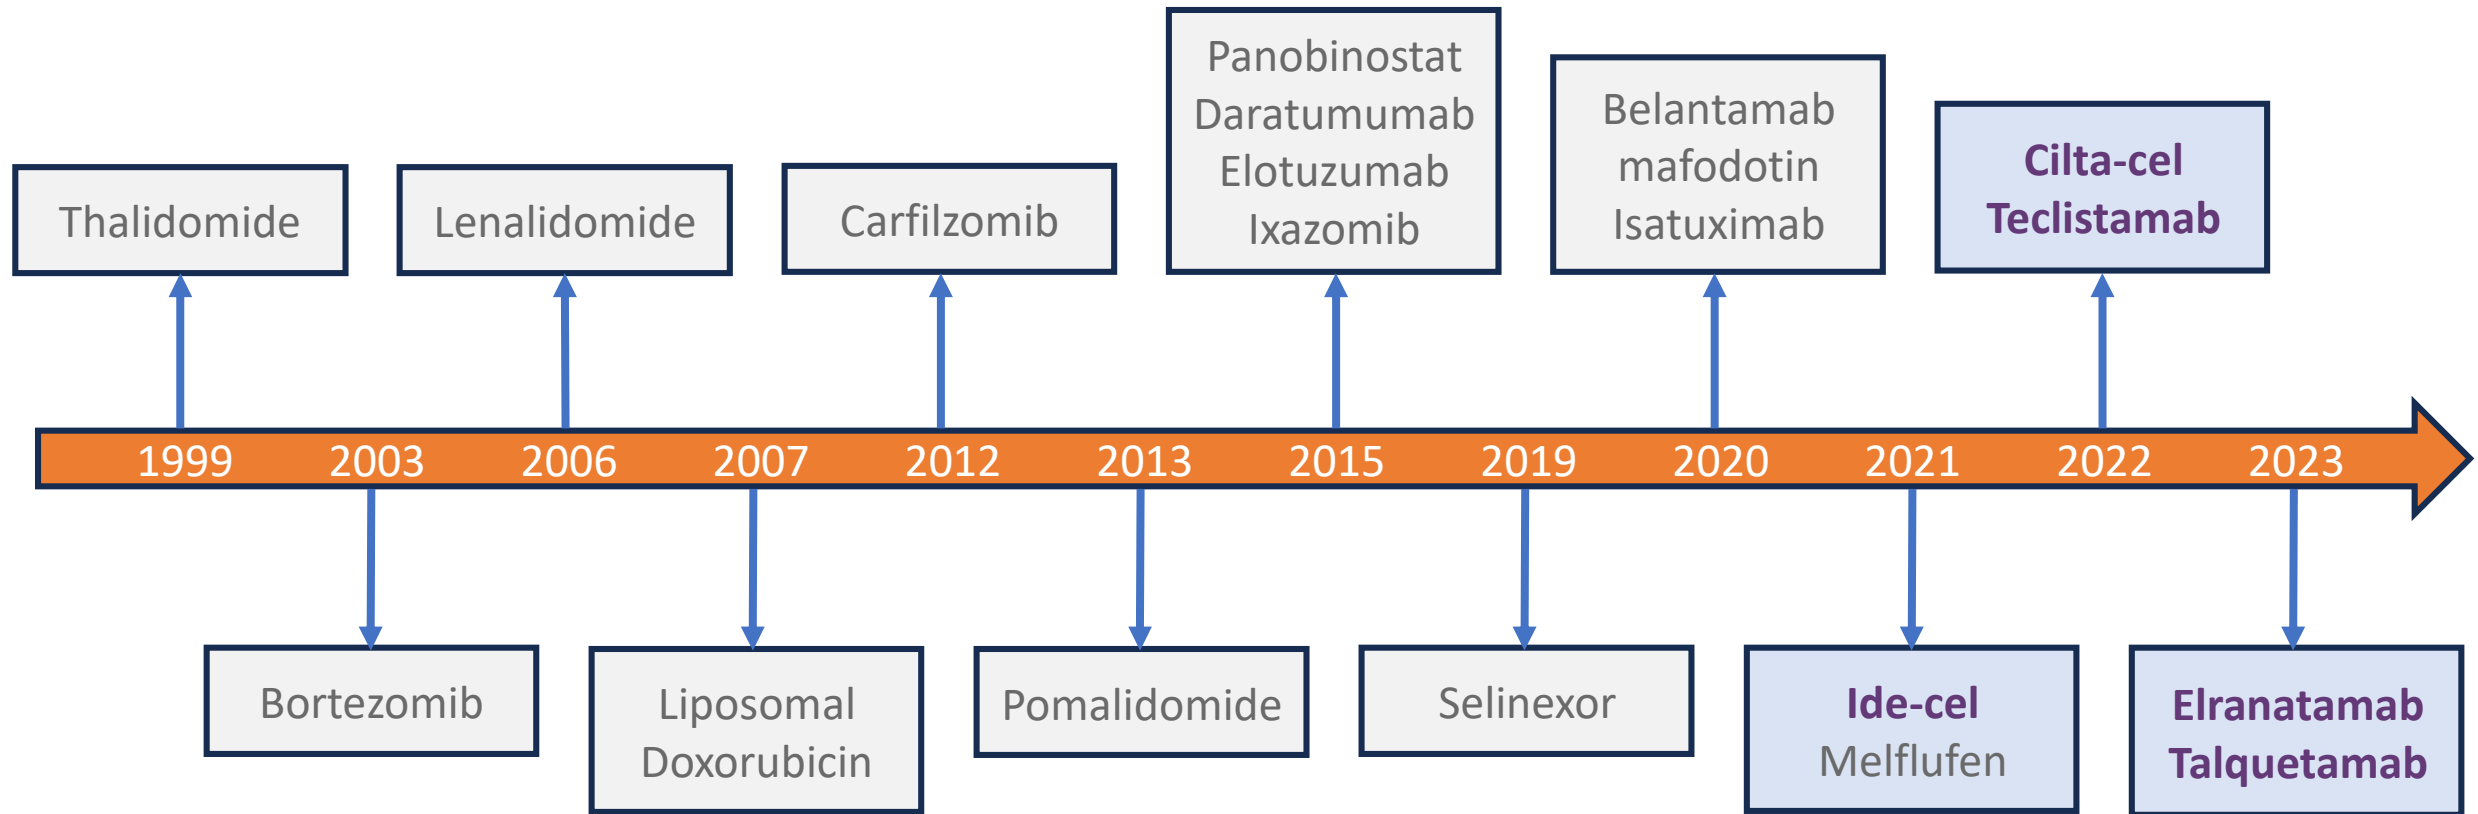 Panobinostat
Daratumumab
Elotuzumab
Ixazomib
Belantamab
mafodotin
Isatuximab
Cilta-cel
Teclistamab
Thalidomide
Lenalidomide
Carfilzomib
1999
2003
2006
2007
2012
2013
2015
2019
2020
2021
2022
2023
Bortezomib
Liposomal
Doxorubicin
Pomalidomide
Selinexor
Ide-cel
Melflufen
Elranatamab
Talquetamab